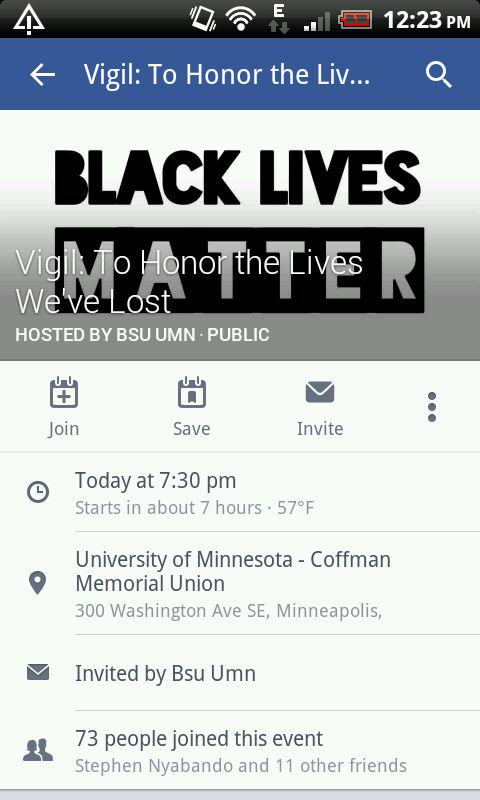 E
12:23 PM
Vigil: To Honor the Liv...
BLACK LIVES
MATTER
Vigil: To Honor the Lives
We've Lost
HOSTED BY BSU UMN · PUBLIC
Join
Save
Invite
Today at 7:30 pm
Starts in about 7 hours · 57°F
University of Minnesota - Coffman
Memorial Union
300 Washington Ave SE, Minneapolis,
Invited by Bsu Umn
73 people joined this event
Stephen Nyabando and 11 other friends